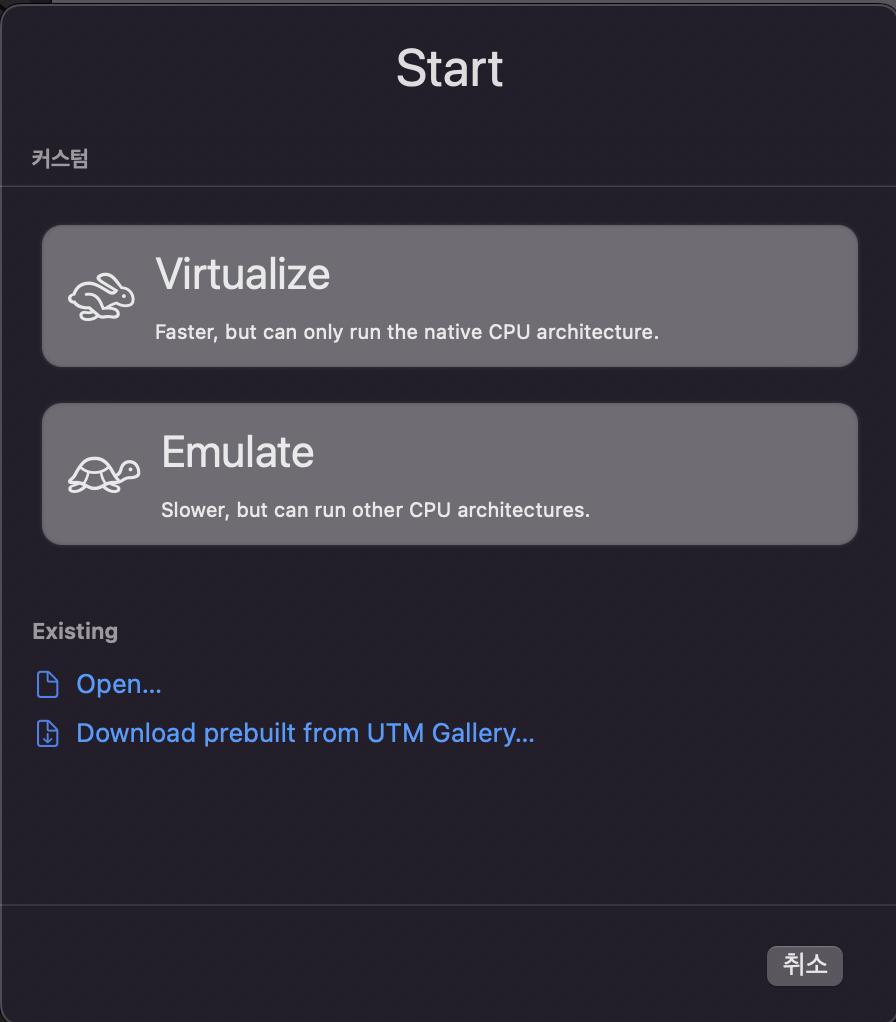 Start
커스텀
Virtualize
Faster, but can only run the native CPU architecture.
Emulate
Slower, but can run other CPU architectures.
Existing
Open...
Download prebuilt from UTM Gallery...
취소